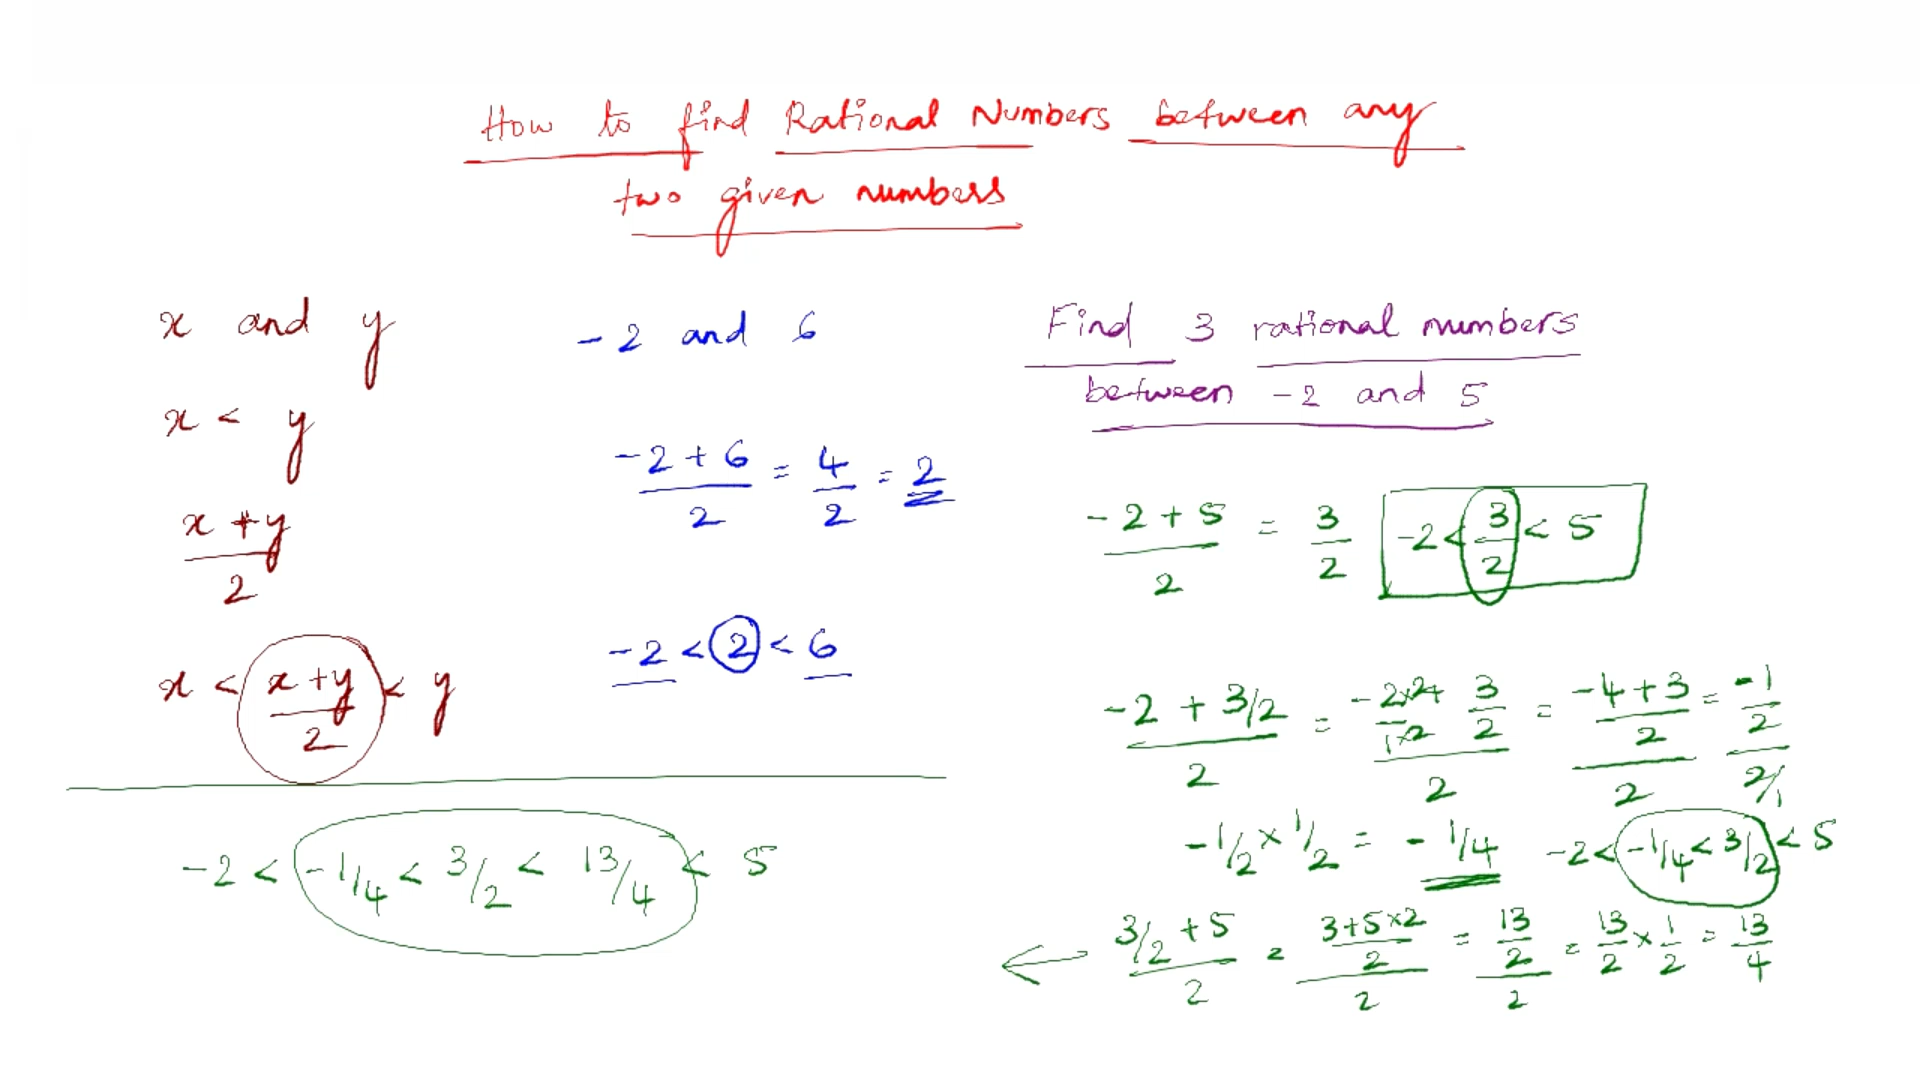 How to find Rational Numbers between any
two given numbers
x and y
x < y
x + y
2
x < x + y / 2 < y
-2 and 6
-2 + 6 / 2 = 4 / 2 = 2
-2 < 2 < 6
Find 3 rational numbers
between -2 and 5
-2 + 5 / 2 = 3 / 2 -2 < 3 / 2 < 5
-2 + 3/2 / 2 = -2×2 / 1×2 + 3 / 2 / 2 = -4 + 3 / 2 / 2 = -1 / 2 / 2/1
-1/2 × 1/2 = -1/4 -2 < -1/4 < 3/2 < 5
← 3/2 + 5 / 2 = 3+5×2 / 2 / 2 = 13 / 2 / 2 = 13 / 2 × 1 / 2 = 13 / 4
-2 < -1/4 < 3/2 < 13/4 < 5